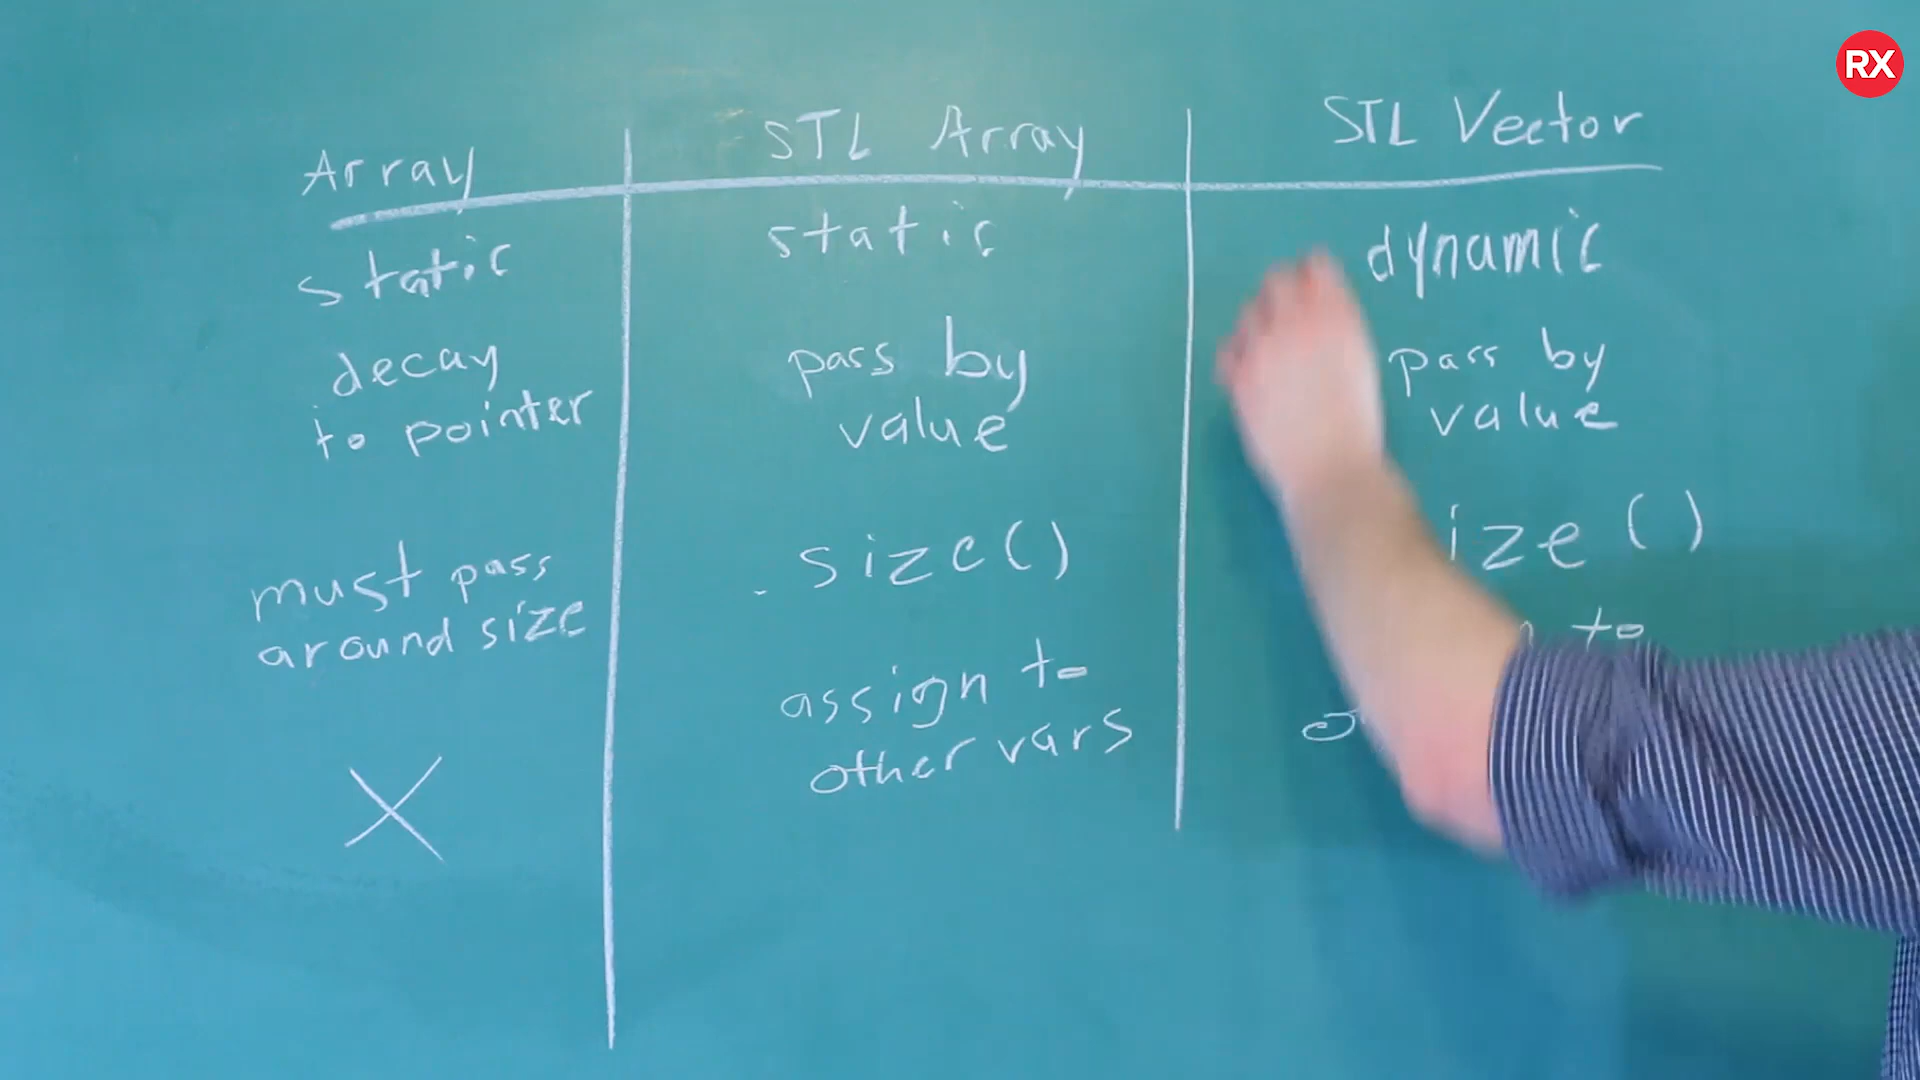 RX
Array
STL Array
STL Vector
static
static
dynamic
decay
to pointer
pass by
value
pass by
value
must pass
around size
.size()
ize()
assign to
other vars
to
X